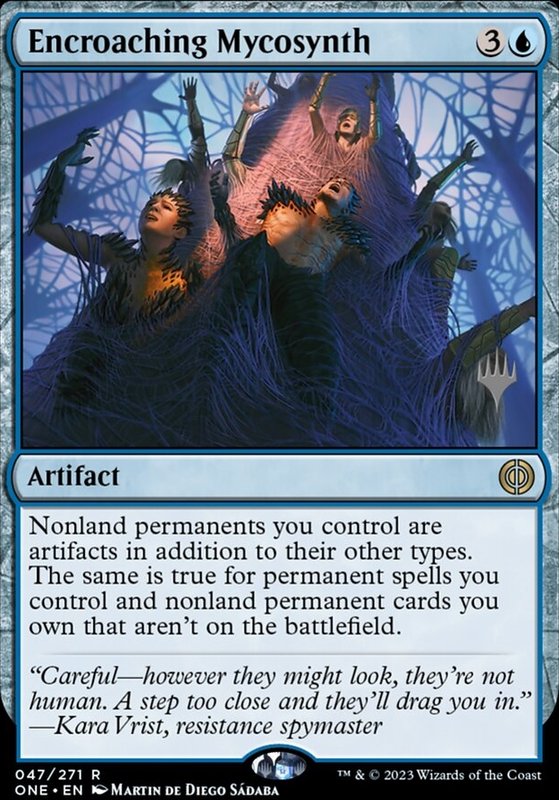 Encroaching Mycosynth 3
Artifact
Nonland permanents you control are
artifacts in addition to their other types.
The same is true for permanent spells you
control and nonland permanent cards you
own that aren't on the battlefield.
“Careful—however they might look, they're not
human. A step too close and they'll drag you in.”
—Kara Vrist, resistance spymaster
047/271 R
ONE • EN Martin de Diego Sádaba
™ & © 2023 Wizards of the Coast